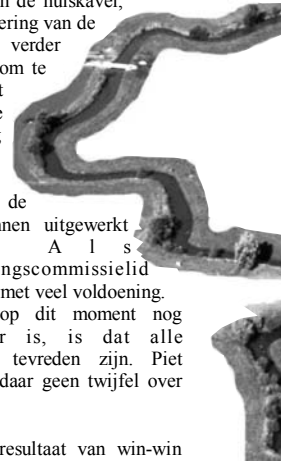 de huiskavel,
ering van de
verder
om te
de
nen uitgewerkt
A l s
ngscommissielid
met veel voldoening.
op dit moment nog
r is, is dat alle
tevreden zijn. Piet
daar geen twijfel over
resultaat van win-win